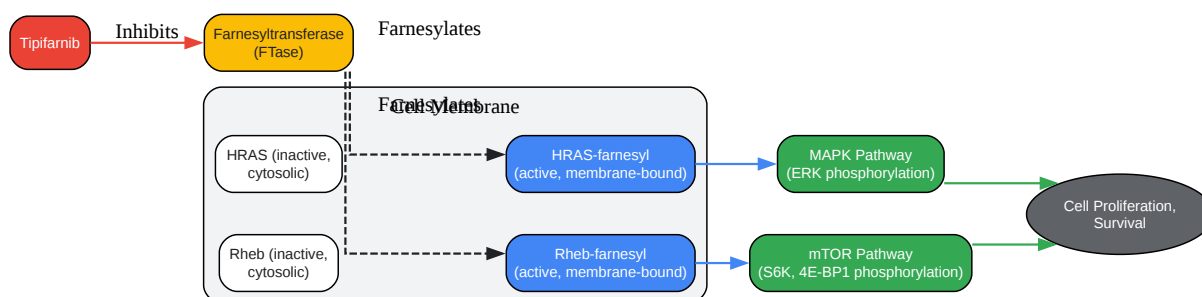 Tipifarnib
Inhibits
Farnesyltransferase
(FTase)
Farnesylates
Farnesylates
Cell Membrane
HRAS (inactive,
cytosolic)
HRAS-farnesyl
(active, membrane-bound)
MAPK Pathway
(ERK phosphorylation)
Rheb (inactive,
cytosolic)
Rheb-farnesyl
(active, membrane-bound)
mTOR Pathway
(S6K, 4E-BP1 phosphorylation)
Cell Proliferation,
Survival